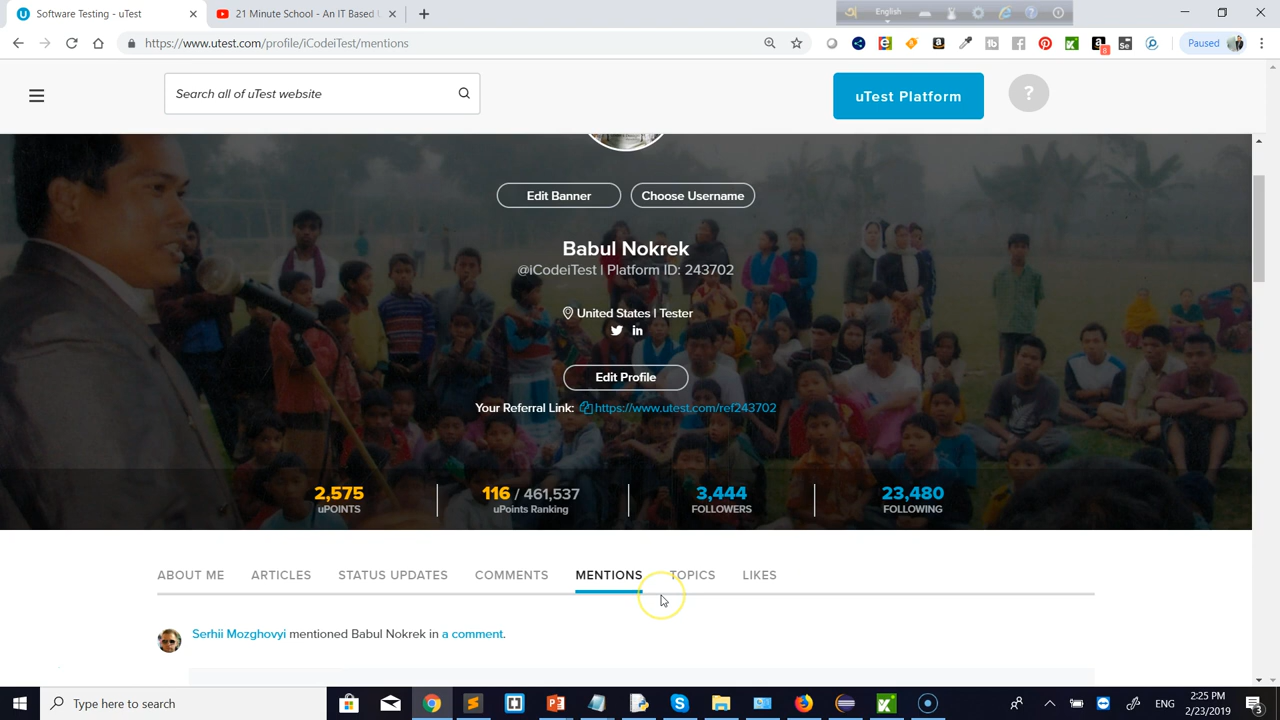 Software Testing - uTest
21 Minute School - An IT Based U
English
https://www.utest.com/profile/iCodeiTest/mentions
Paused
8
Search all of uTest website
uTest Platform
?
Edit Banner
Choose Username
Babul Nokrek
@iCodeiTest | Platform ID: 243702
United States | Tester
Edit Profile
Your Referral Link: https://www.utest.com/ref243702
2,575
uPOINTS
116 / 461,537
uPoints Ranking
3,444
FOLLOWERS
23,480
FOLLOWING
ABOUT ME
ARTICLES
STATUS UPDATES
COMMENTS
MENTIONS
TOPICS
LIKES
Serhii Mozghovyi mentioned Babul Nokrek in a comment.
Type here to search
ENG
2:25 PM
2/23/2019
3